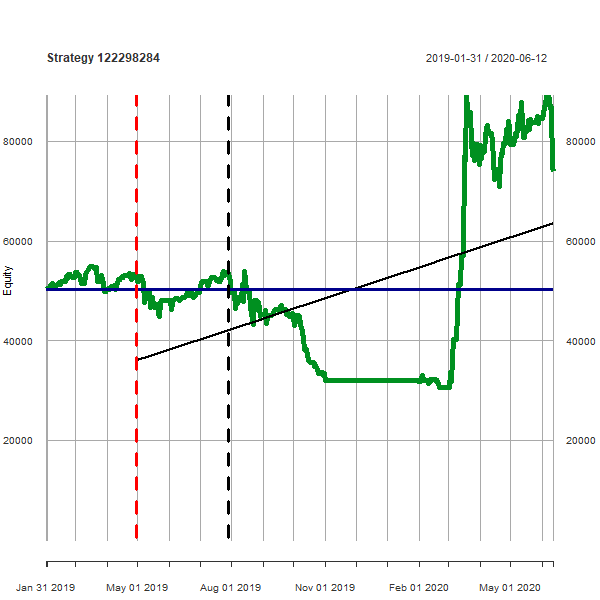 Strategy 122298284
2019-01-31 / 2020-06-12
80000 80000
60000 60000
Equity
40000 40000
20000 20000
Jan 31 2019 May 01 2019 Aug 01 2019 Nov 01 2019 Feb 01 2020 May 01 2020